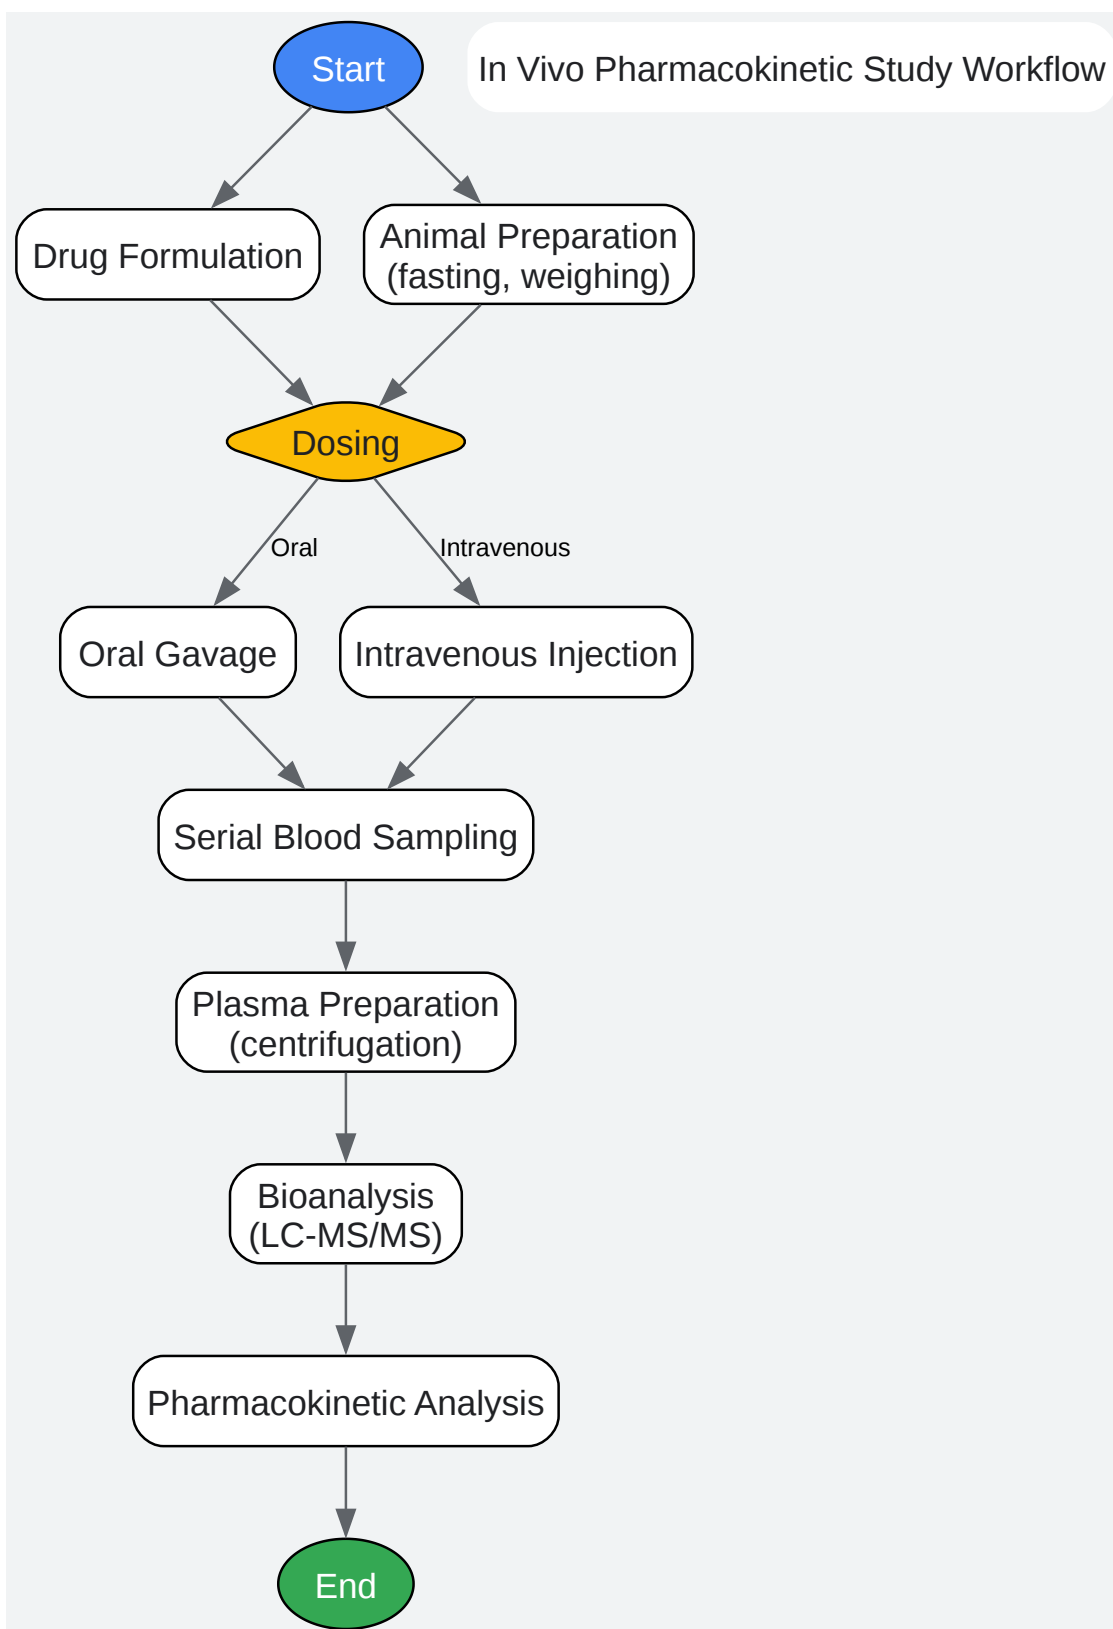 Start
In Vivo Pharmacokinetic Study Workflow
Drug Formulation
Animal Preparation
(fasting, weighing)
Dosing
Oral
Intravenous
Oral Gavage
Intravenous Injection
Serial Blood Sampling
Plasma Preparation
(centrifugation)
Bioanalysis
(LC-MS/MS)
Pharmacokinetic Analysis
End